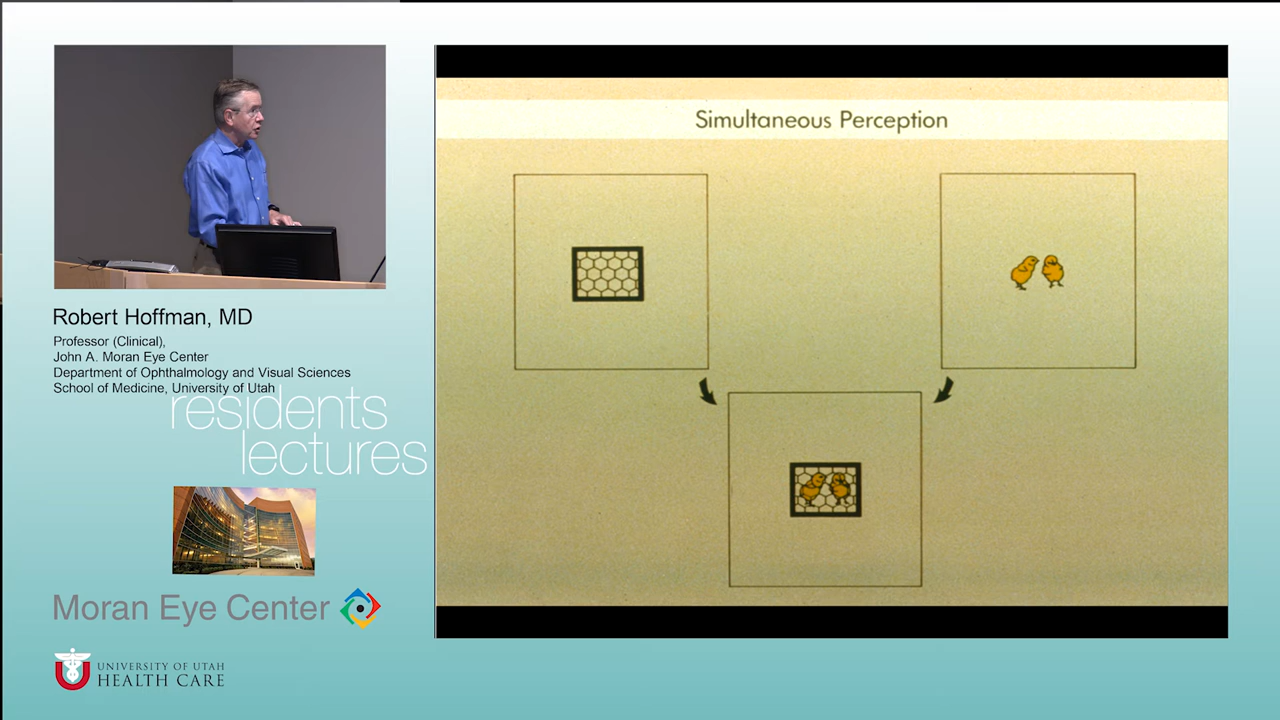 Simultaneous Perception
Robert Hoffman, MD
Professor (Clinical),
John A. Moran Eye Center
Department of Ophthalmology and Visual Sciences
School of Medicine, University of Utah
residents
lectures
Moran Eye Center
UNIVERSITY OF UTAH
HEALTH CARE